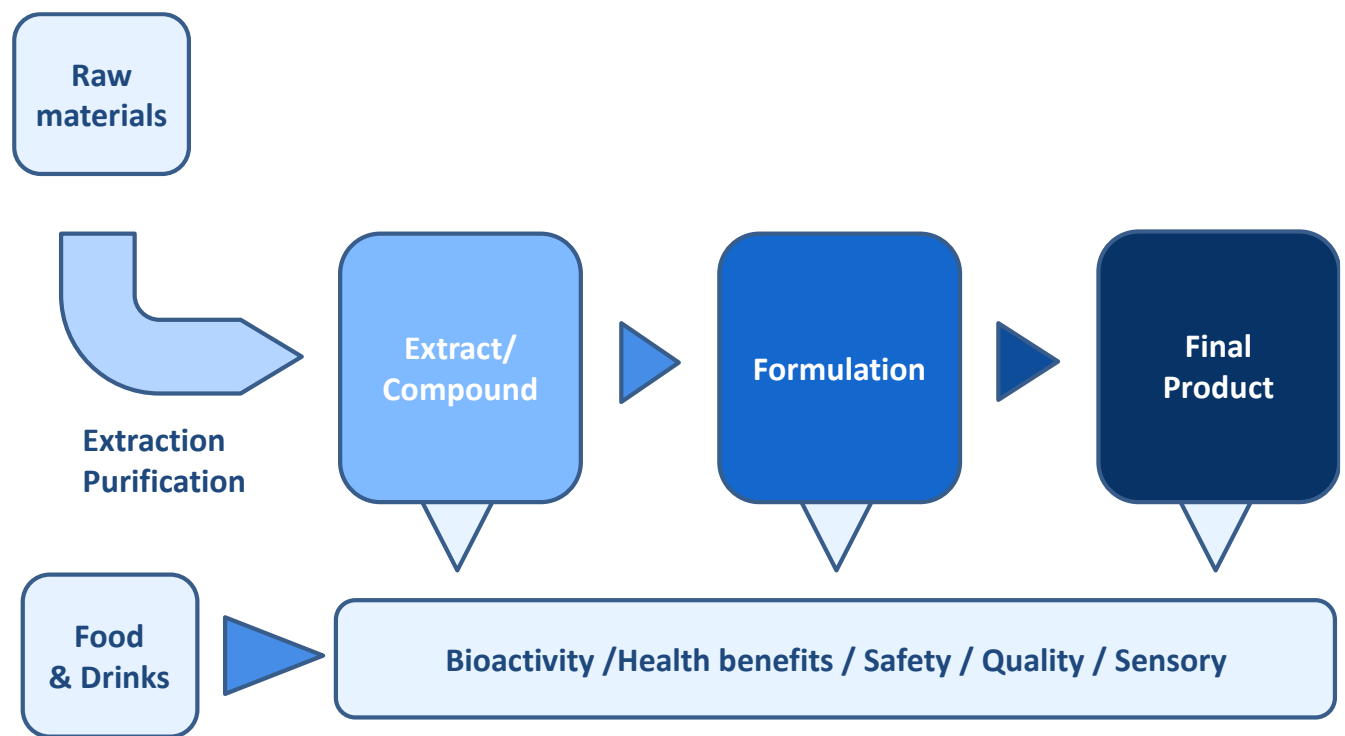 Raw
materials
Extract/
Compound
Formulation
Final
Product
Extraction
Purification
Food
& Drinks
Bioactivity /Health benefits / Safety / Quality / Sensory